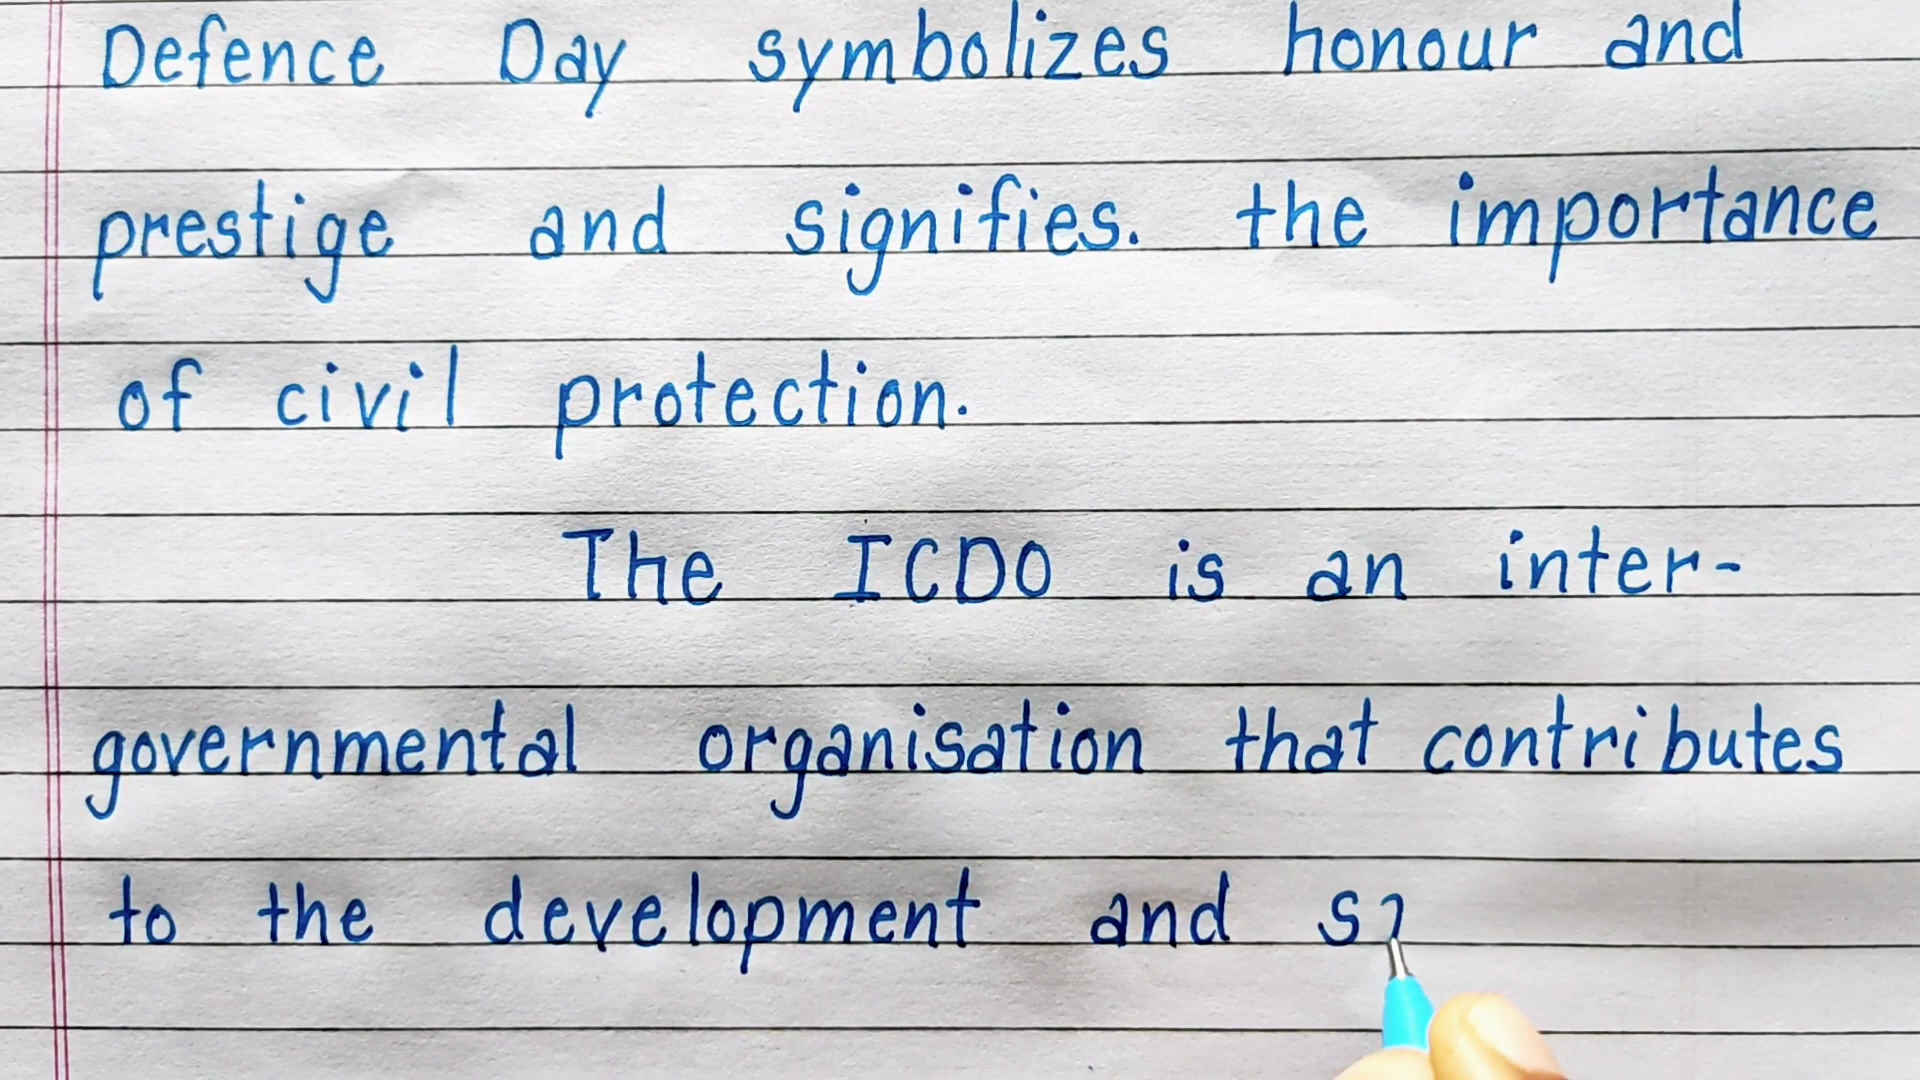 Defence Day symbolizes honour and
prestige and signifies. the importance
of civil protection.
The ICDO is an inter-
governmental organisation that contributes
to the development and